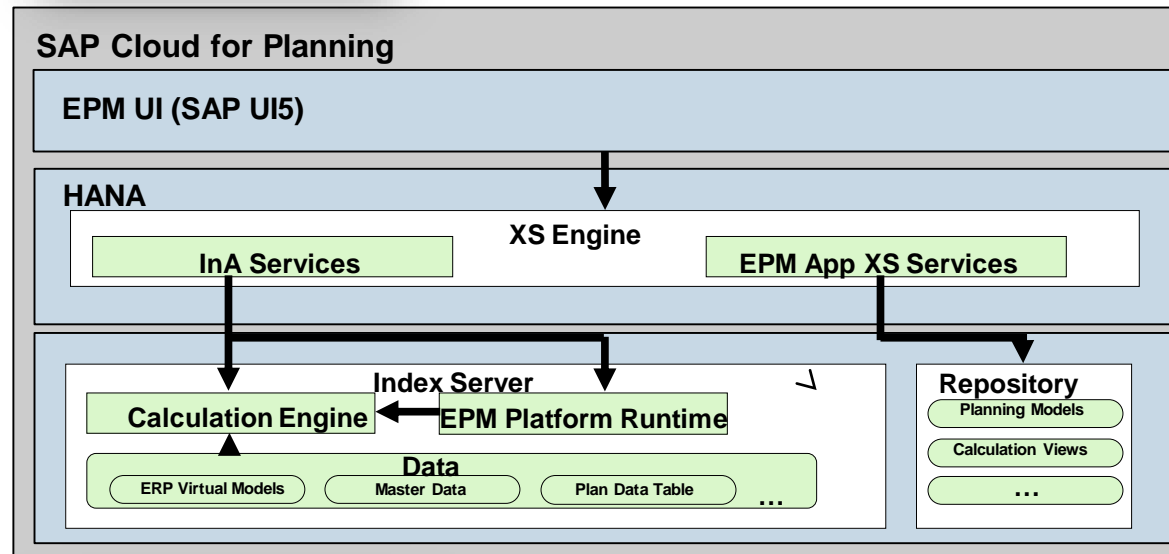 SAP Cloud for Planning
EPM UI (SAP UI5)
HANA
XS Engine
InA Services
EPM App XS Services
Index Server
Calculation Engine
EPM Platform Runtime
Data
ERP Virtual Models
Master Data
Plan Data Table
...
Repository
Planning Models
Calculation Views
...